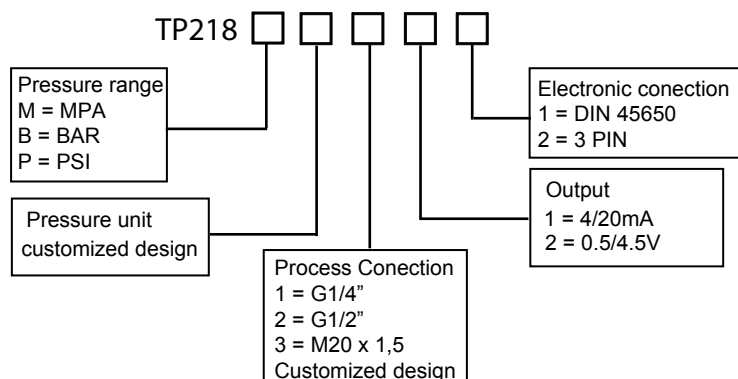 TP218
Pressure range
M = MPA
B = BAR
P = PSI
Pressure unit
customized design
Process Conection
1 = G1/4”
2 = G1/2”
3 = M20 x 1,5
Customized design
Output
1 = 4/20mA
2 = 0.5/4.5V
Electronic conection
1 = DIN 45650
2 = 3 PIN